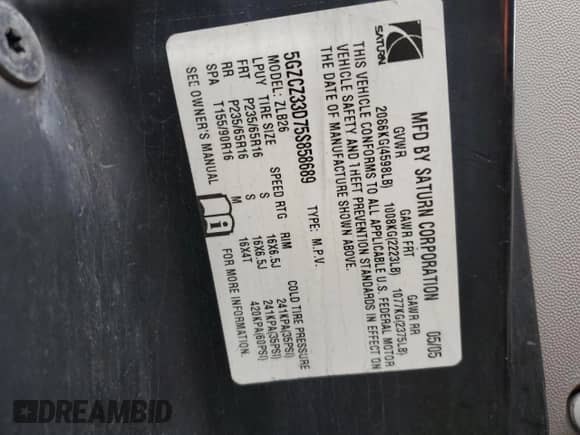 SATURN
MFD BY SATURN CORPORATION 05/05
GVWR GAWR FRT GAWR RR
2086KG(4598LB) 1008KG(2223LB) 1077KG(2375LB)
THIS VEHICLE CONFORMS TO ALL APPLICABLE U.S. FEDERAL MOTOR
VEHICLE SAFETY AND THEFT PREVENTION STANDARDS IN EFFECT ON
THE DATE OF MANUFACTURE SHOWN ABOVE.
5GZCZ33D75S858689 TYPE: M.P.V.
MODEL: ZLB26
LPUY TIRE SIZE SPEED RTG RIM COLD TIRE PRESSURE
FRT P235/65R16 S 16X6.5J 241KPA(35PSI)
RR P235/65R16 S 16X6.5J 241KPA(35PSI)
SPA T155/90R16 M 16X4T 420KPA(60PSI)
SEE OWNER'S MANUAL i FOR MORE INFORMATION
DREAMBID